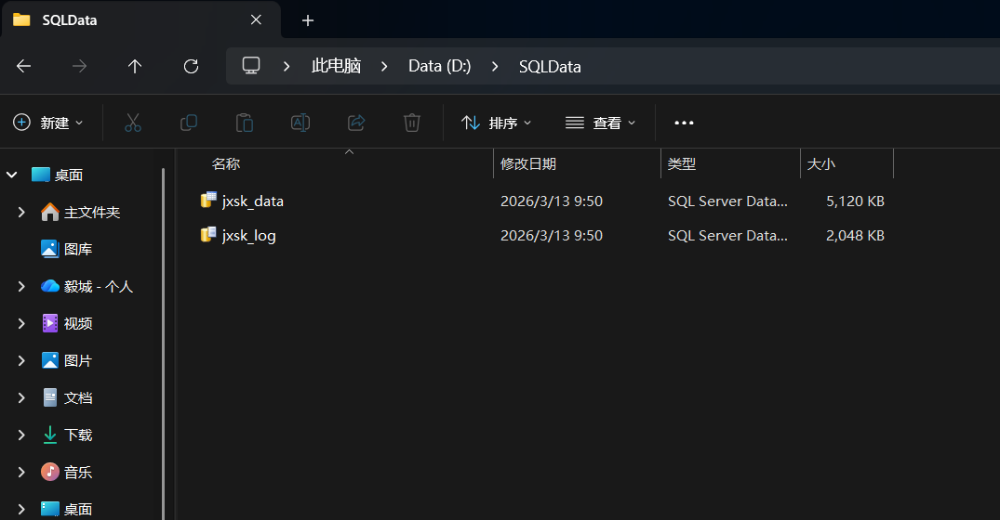 SQLData
此电脑 > Data (D:) > SQLData
新建 排序 查看
名称 修改日期 类型 大小
jxsk_data 2026/3/13 9:50 SQL Server Data... 5,120 KB
jxsk_log 2026/3/13 9:50 SQL Server Data... 2,048 KB
桌面
主文件夹
图库
毅城 - 个人
视频
图片
文档
下载
音乐
桌面